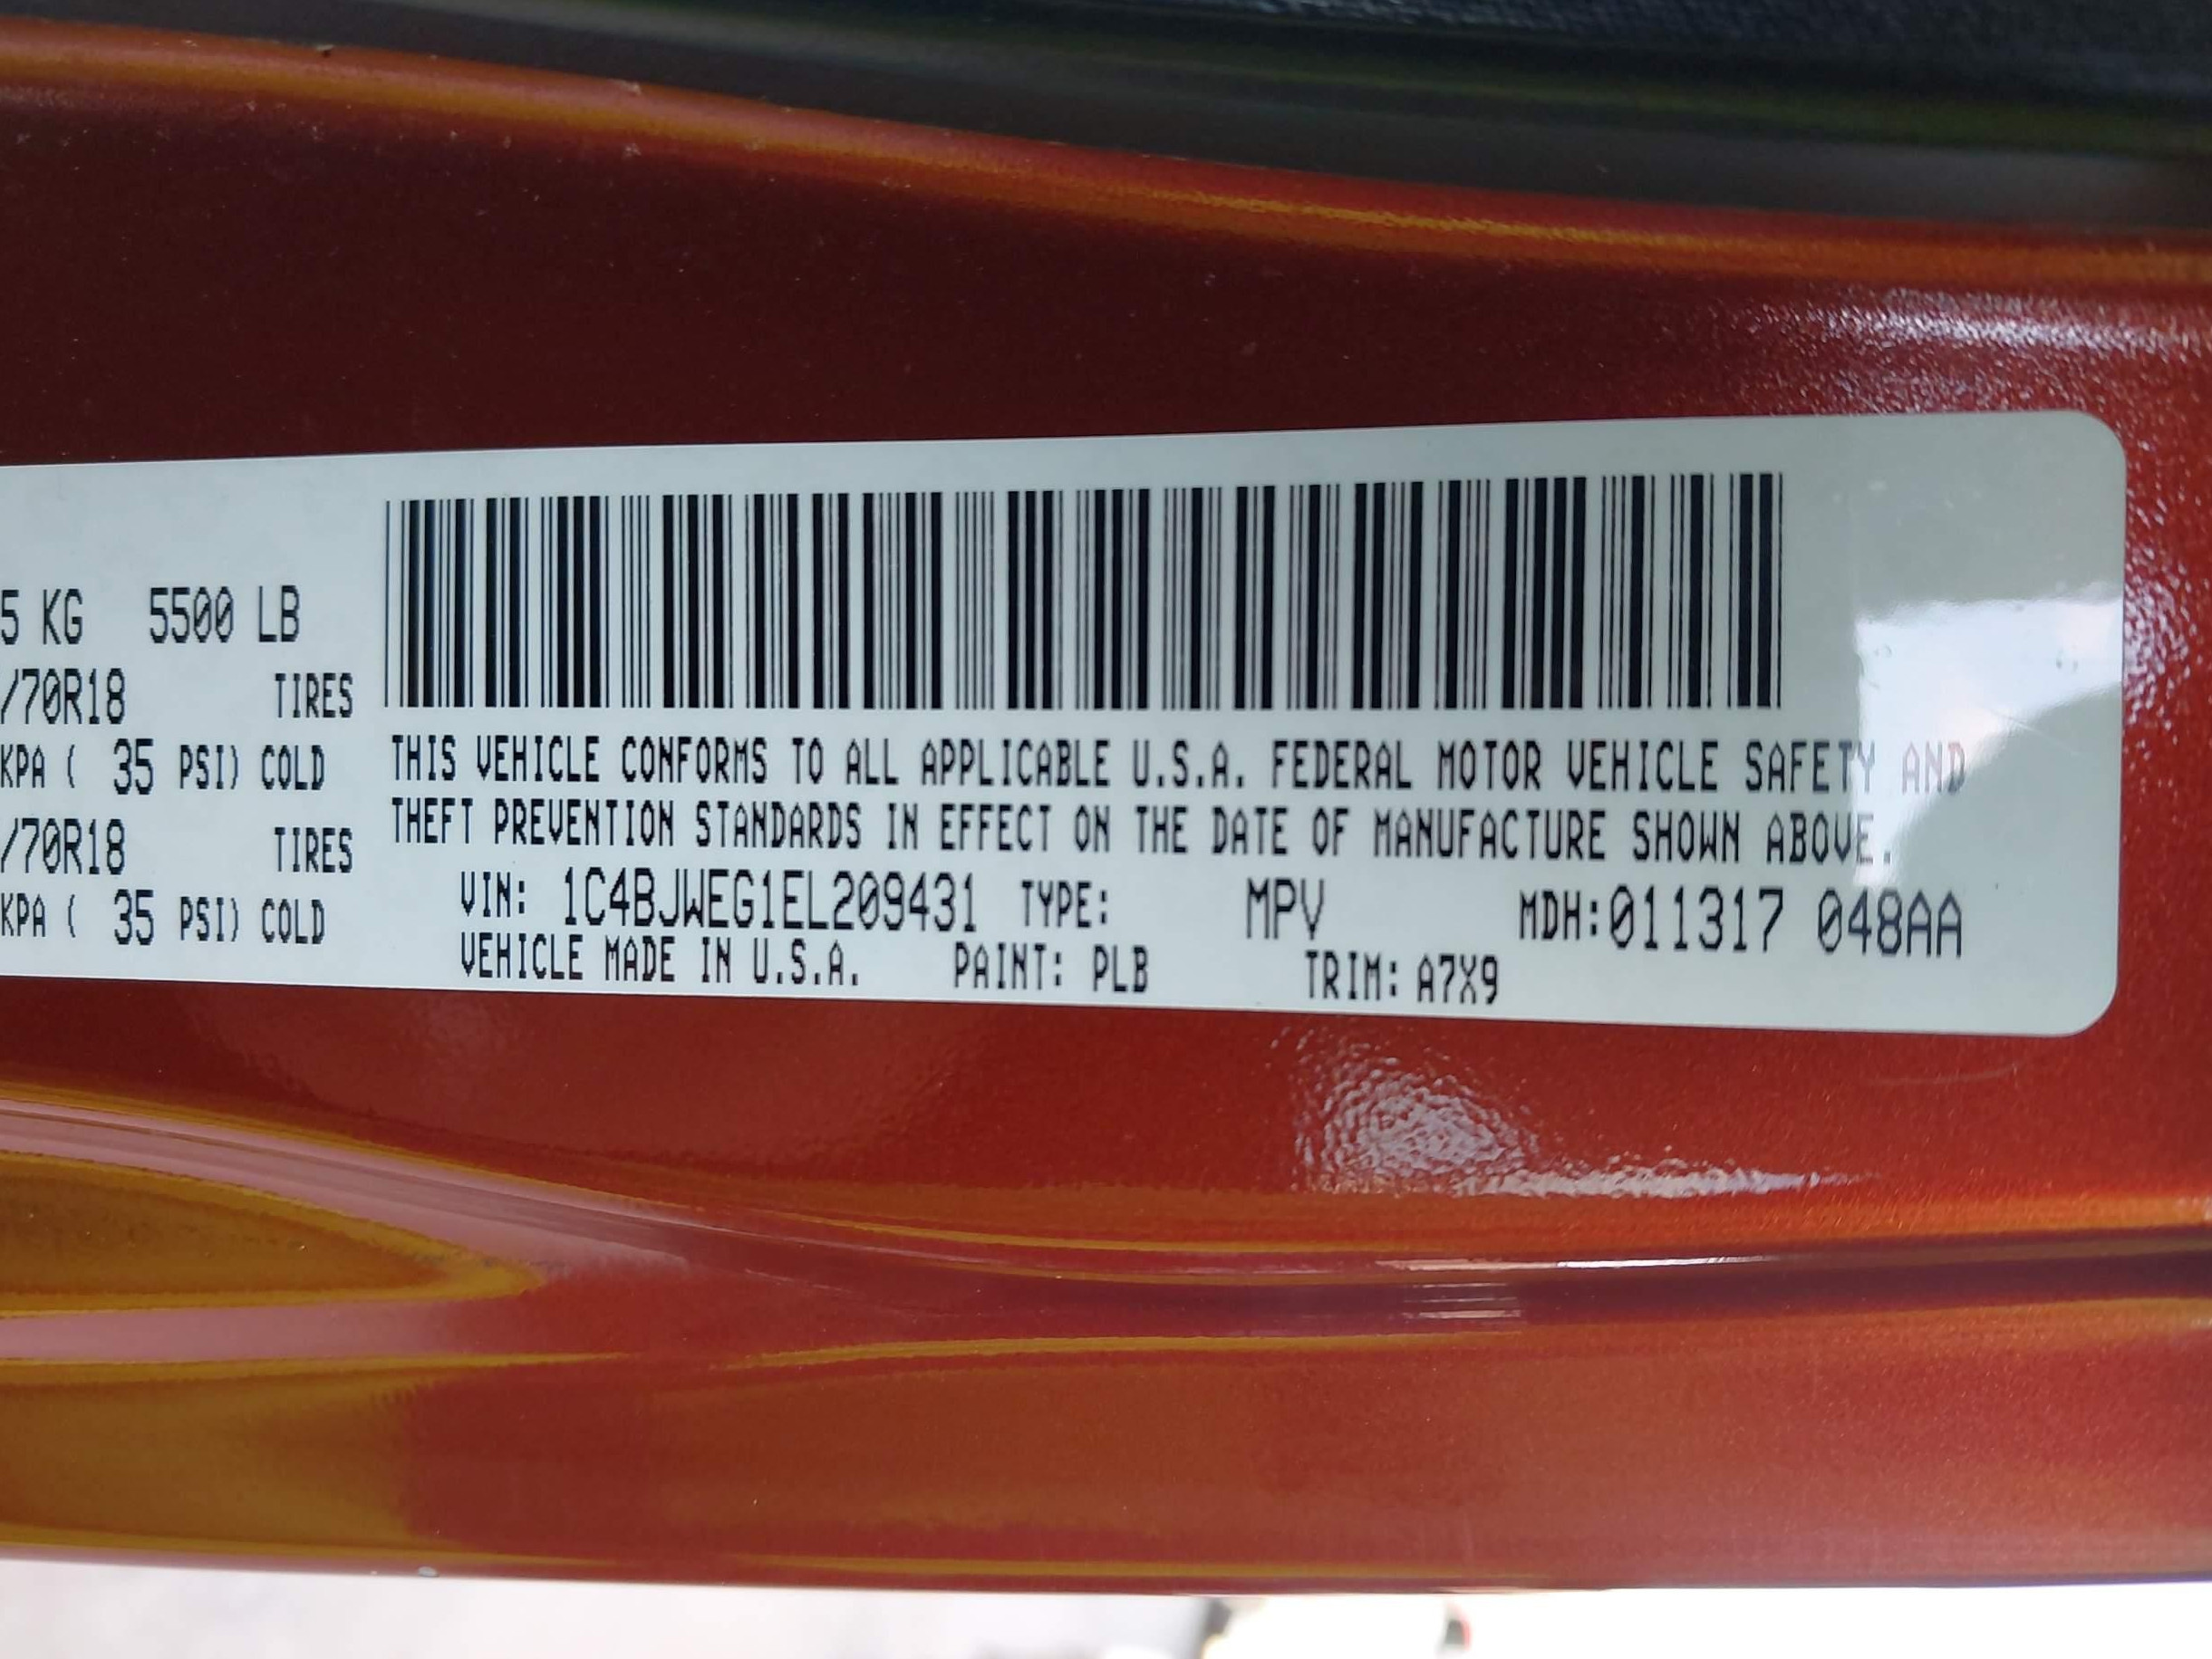 5 KG 5500 LB
/70R18 TIRES
KPA ( 35 PSI) COLD
/70R18 TIRES
KPA ( 35 PSI) COLD
THIS VEHICLE CONFORMS TO ALL APPLICABLE U.S.A. FEDERAL MOTOR VEHICLE SAFETY AND
THEFT PREVENTION STANDARDS IN EFFECT ON THE DATE OF MANUFACTURE SHOWN ABOVE.
VIN: 1C4BJWEG1EL209431 TYPE: MPV MDH:011317 048AA
VEHICLE MADE IN U.S.A. PAINT: PLB TRIM: A7X9